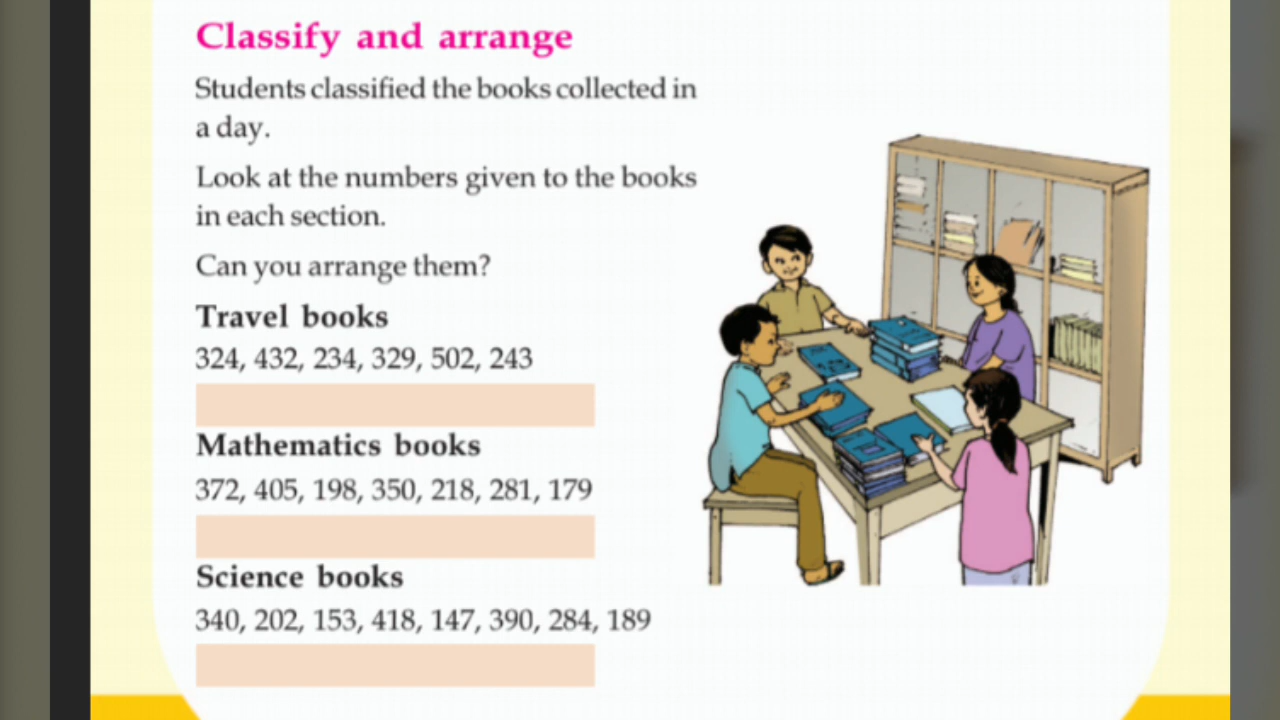 Classify and arrange
Students classified the books collected in
a day.
Look at the numbers given to the books
in each section.
Can you arrange them?
Travel books
324, 432, 234, 329, 502, 243
Mathematics books
372, 405, 198, 350, 218, 281, 179
Science books
340, 202, 153, 418, 147, 390, 284, 189